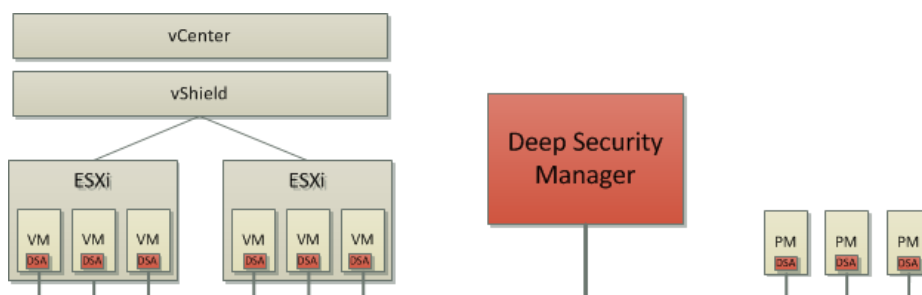 vCenter
vShield
Deep Security
Manager
ESXi
ESXi
VM
VM
VM
VM
VM
VM
DSA
DSA
DSA
DSA
DSA
DSA
PM
PM
PM
DSA
DSA
DSA